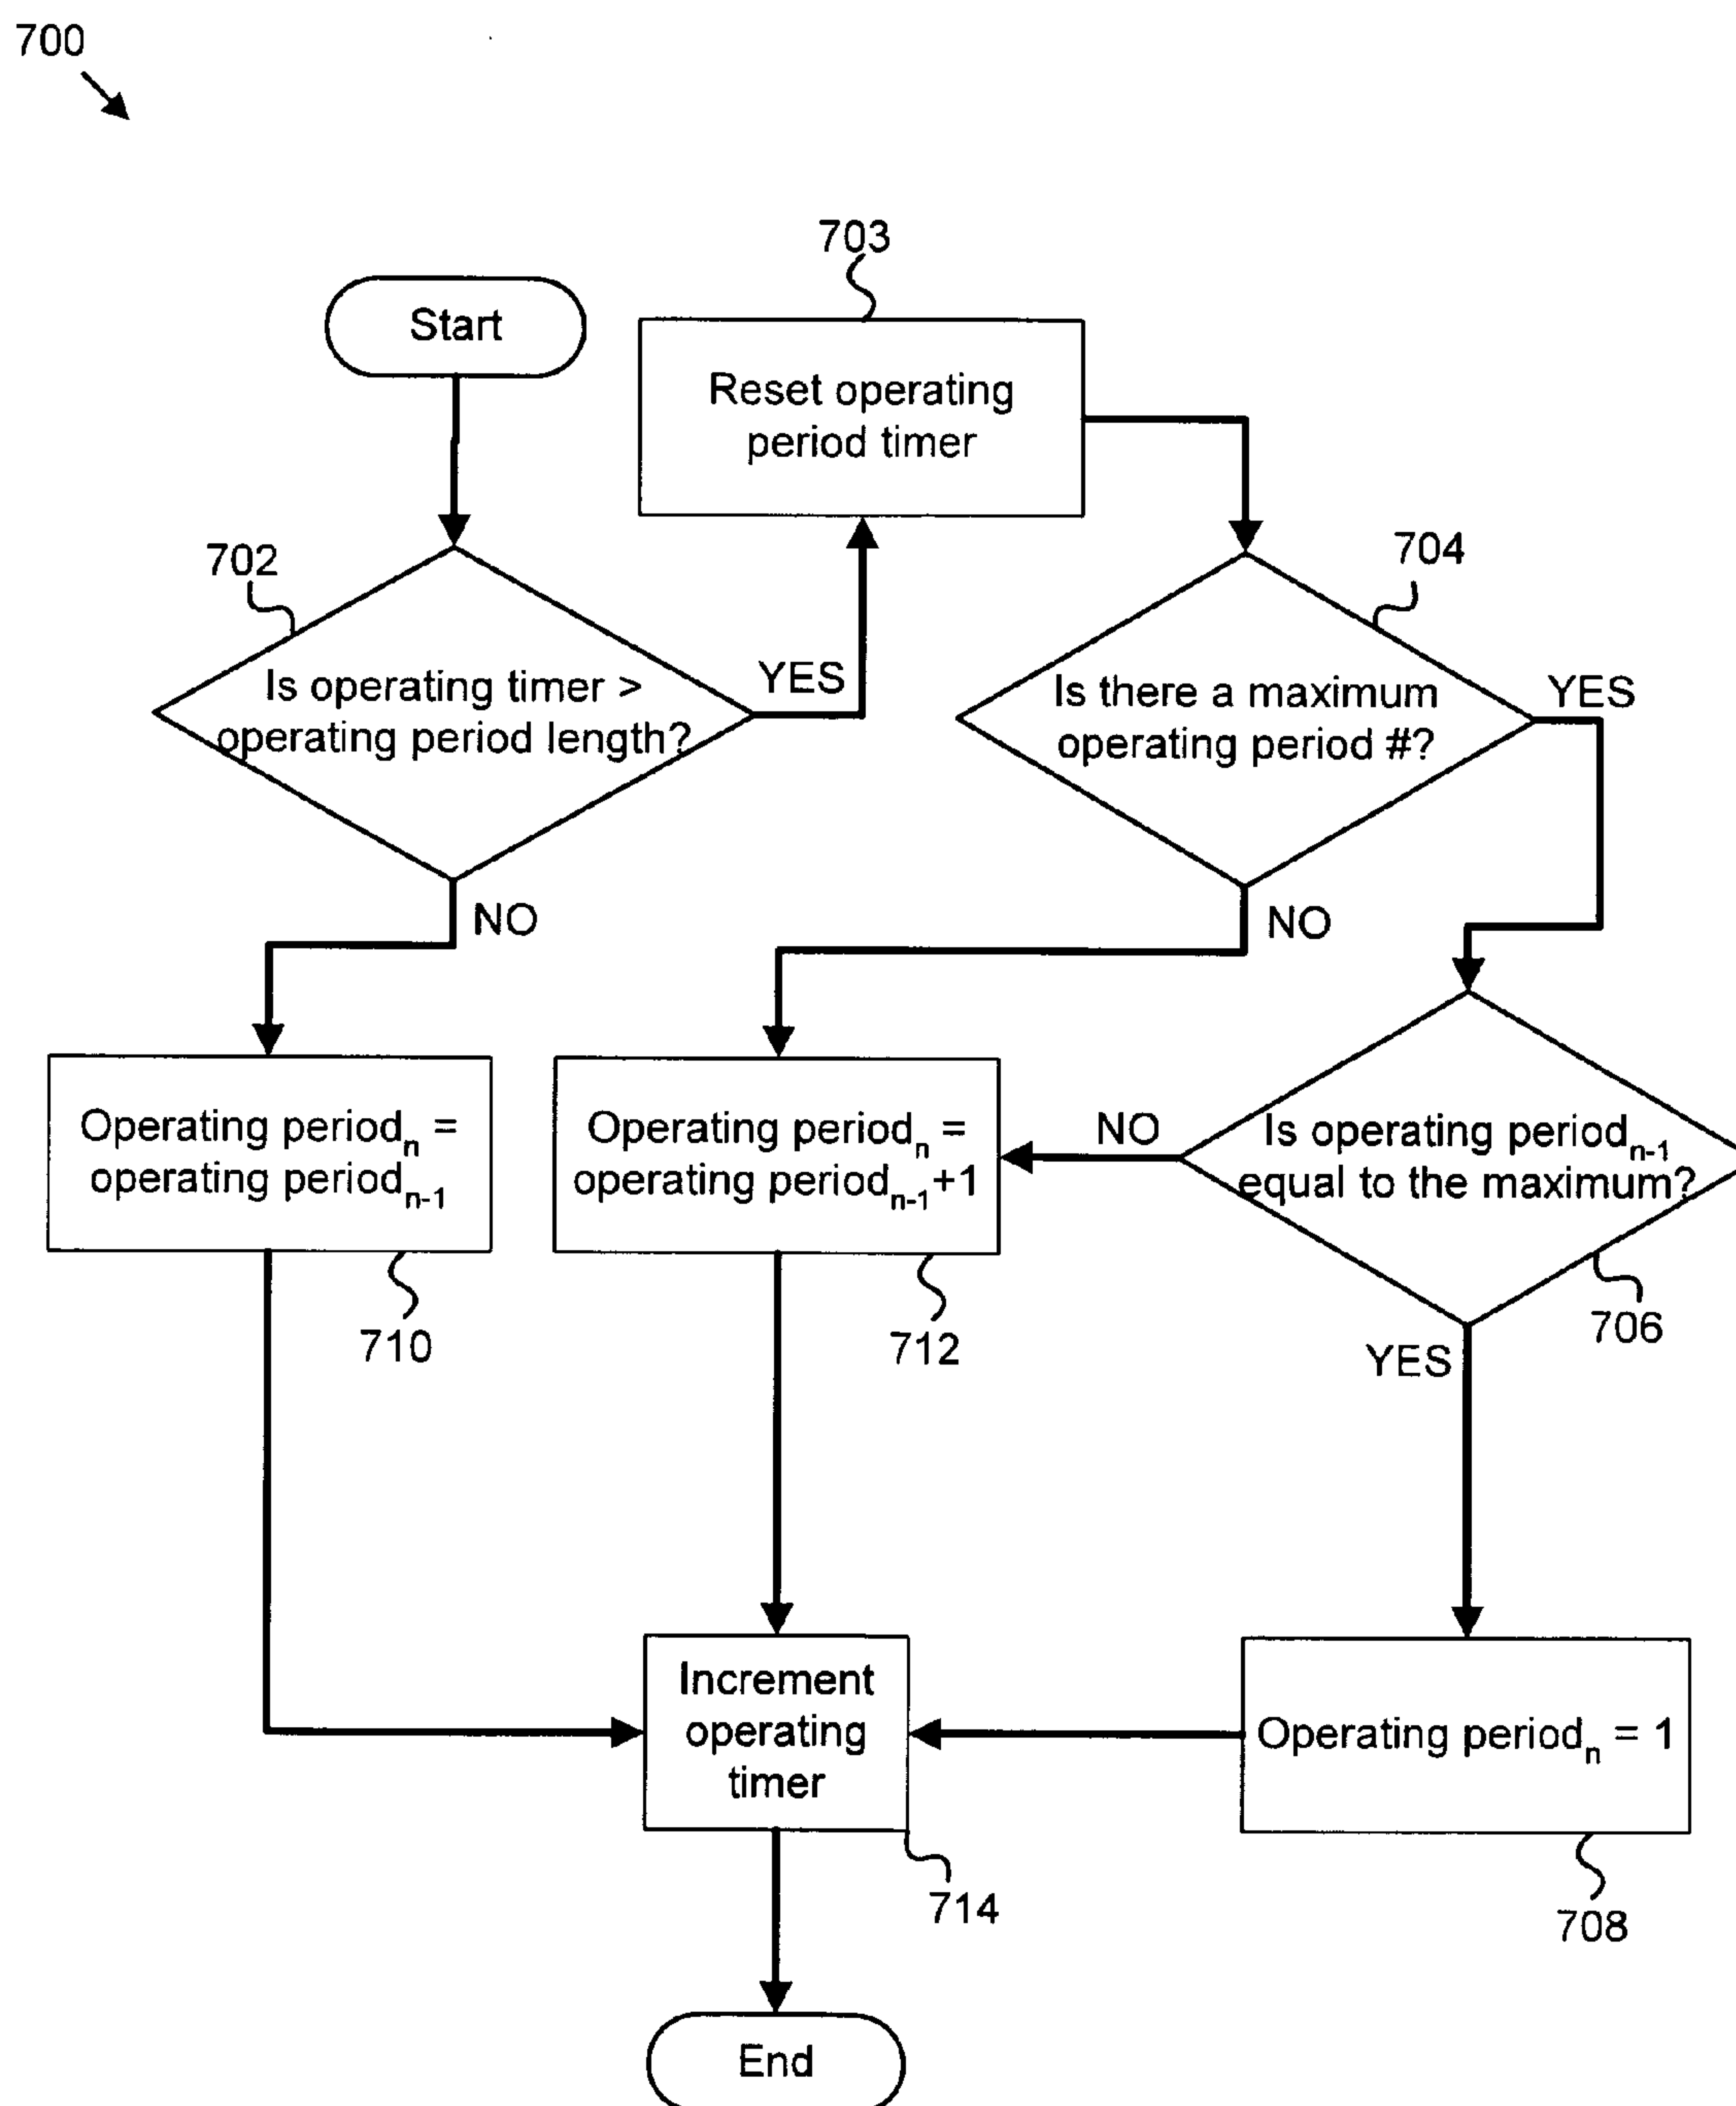 700
703
Start
Reset operating
period timer
702
704
Is operating timer >
operating period length?
YES
Is there a maximum
operating period #?
YES
NO
NO
Operating periodn =
operating periodn-1
Operating periodn =
operating periodn-1+1
NO
Is operating periodn-1
equal to the maximum?
710
712
706
YES
Increment
operating
timer
Operating periodn = 1
714
708
End